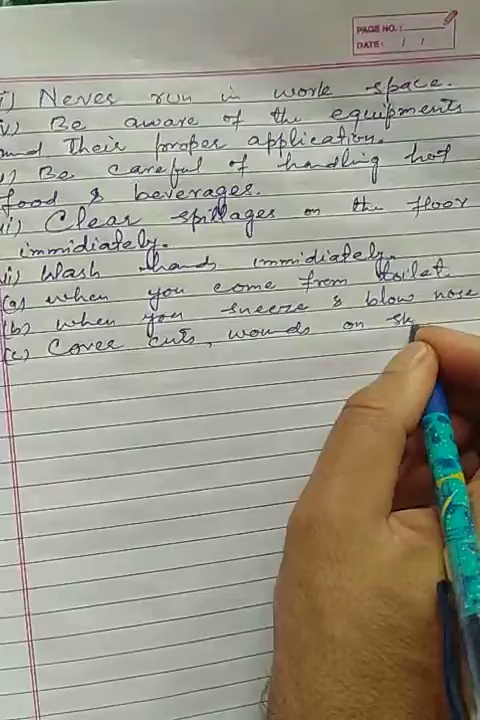 PAGE NO.:
DATE: / /
i) Never run in work space.
v) Be aware of the equipments
and their proper application.
i) Be careful of handling hot
food & beverages.
ii) Clear spillages on the floor
immidiately.
ii) Wash hands immidiately.
(a) when you come from toilet
(b) when you sneeze & blow nose
(c) Cover cuts, wounds on sk